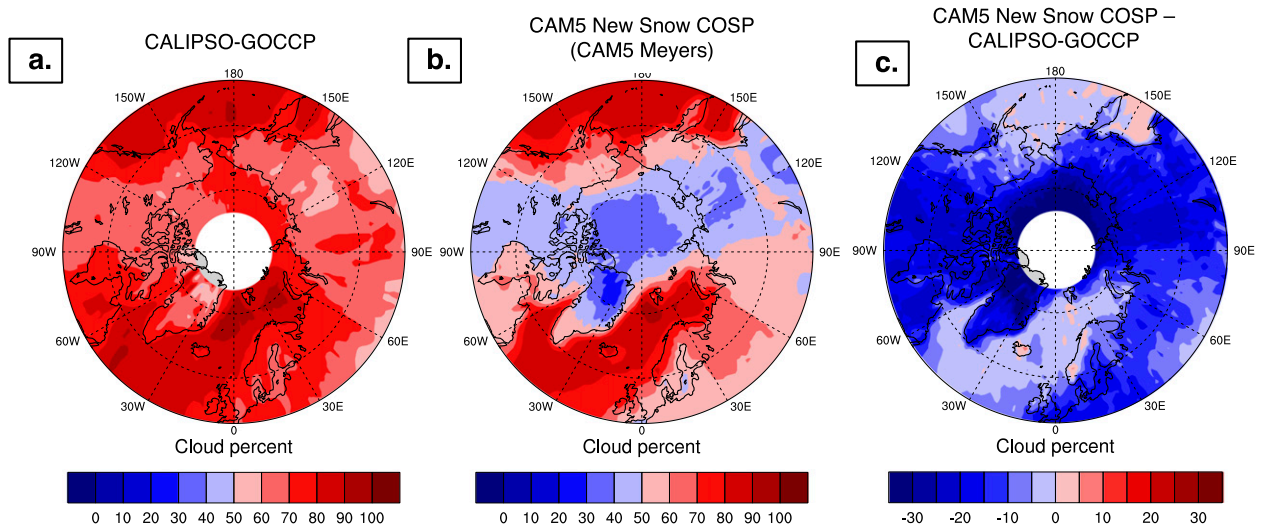 a.
CALIPSO-GOCCP
180
150W
150E
120W
120E
90W
90E
60W
60E
30W
30E
0
Cloud percent
0 10 20 30 40 50 60 70 80 90 100
b.
CAM5 New Snow COSP
(CAM5 Meyers)
180
150W
150E
120W
120E
90W
90E
60W
60E
30W
30E
0
Cloud percent
0 10 20 30 40 50 60 70 80 90 100
c.
CAM5 New Snow COSP –
CALIPSO-GOCCP
180
150W
150E
120W
120E
90W
90E
60W
60E
30W
30E
0
Cloud percent
-30 -20 -10 0 10 20 30